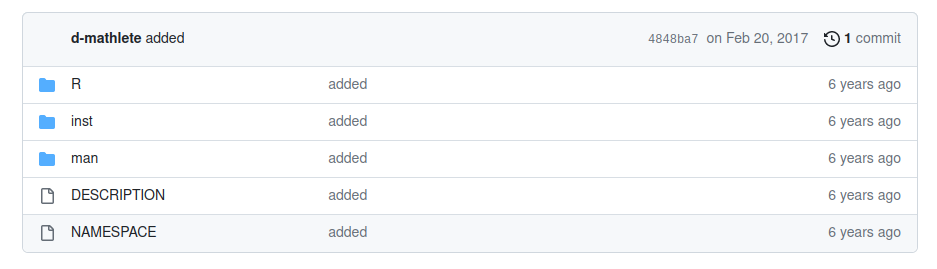 d-mathlete added 4848ba7 on Feb 20, 2017 1 commit
R added 6 years ago
inst added 6 years ago
man added 6 years ago
DESCRIPTION added 6 years ago
NAMESPACE added 6 years ago